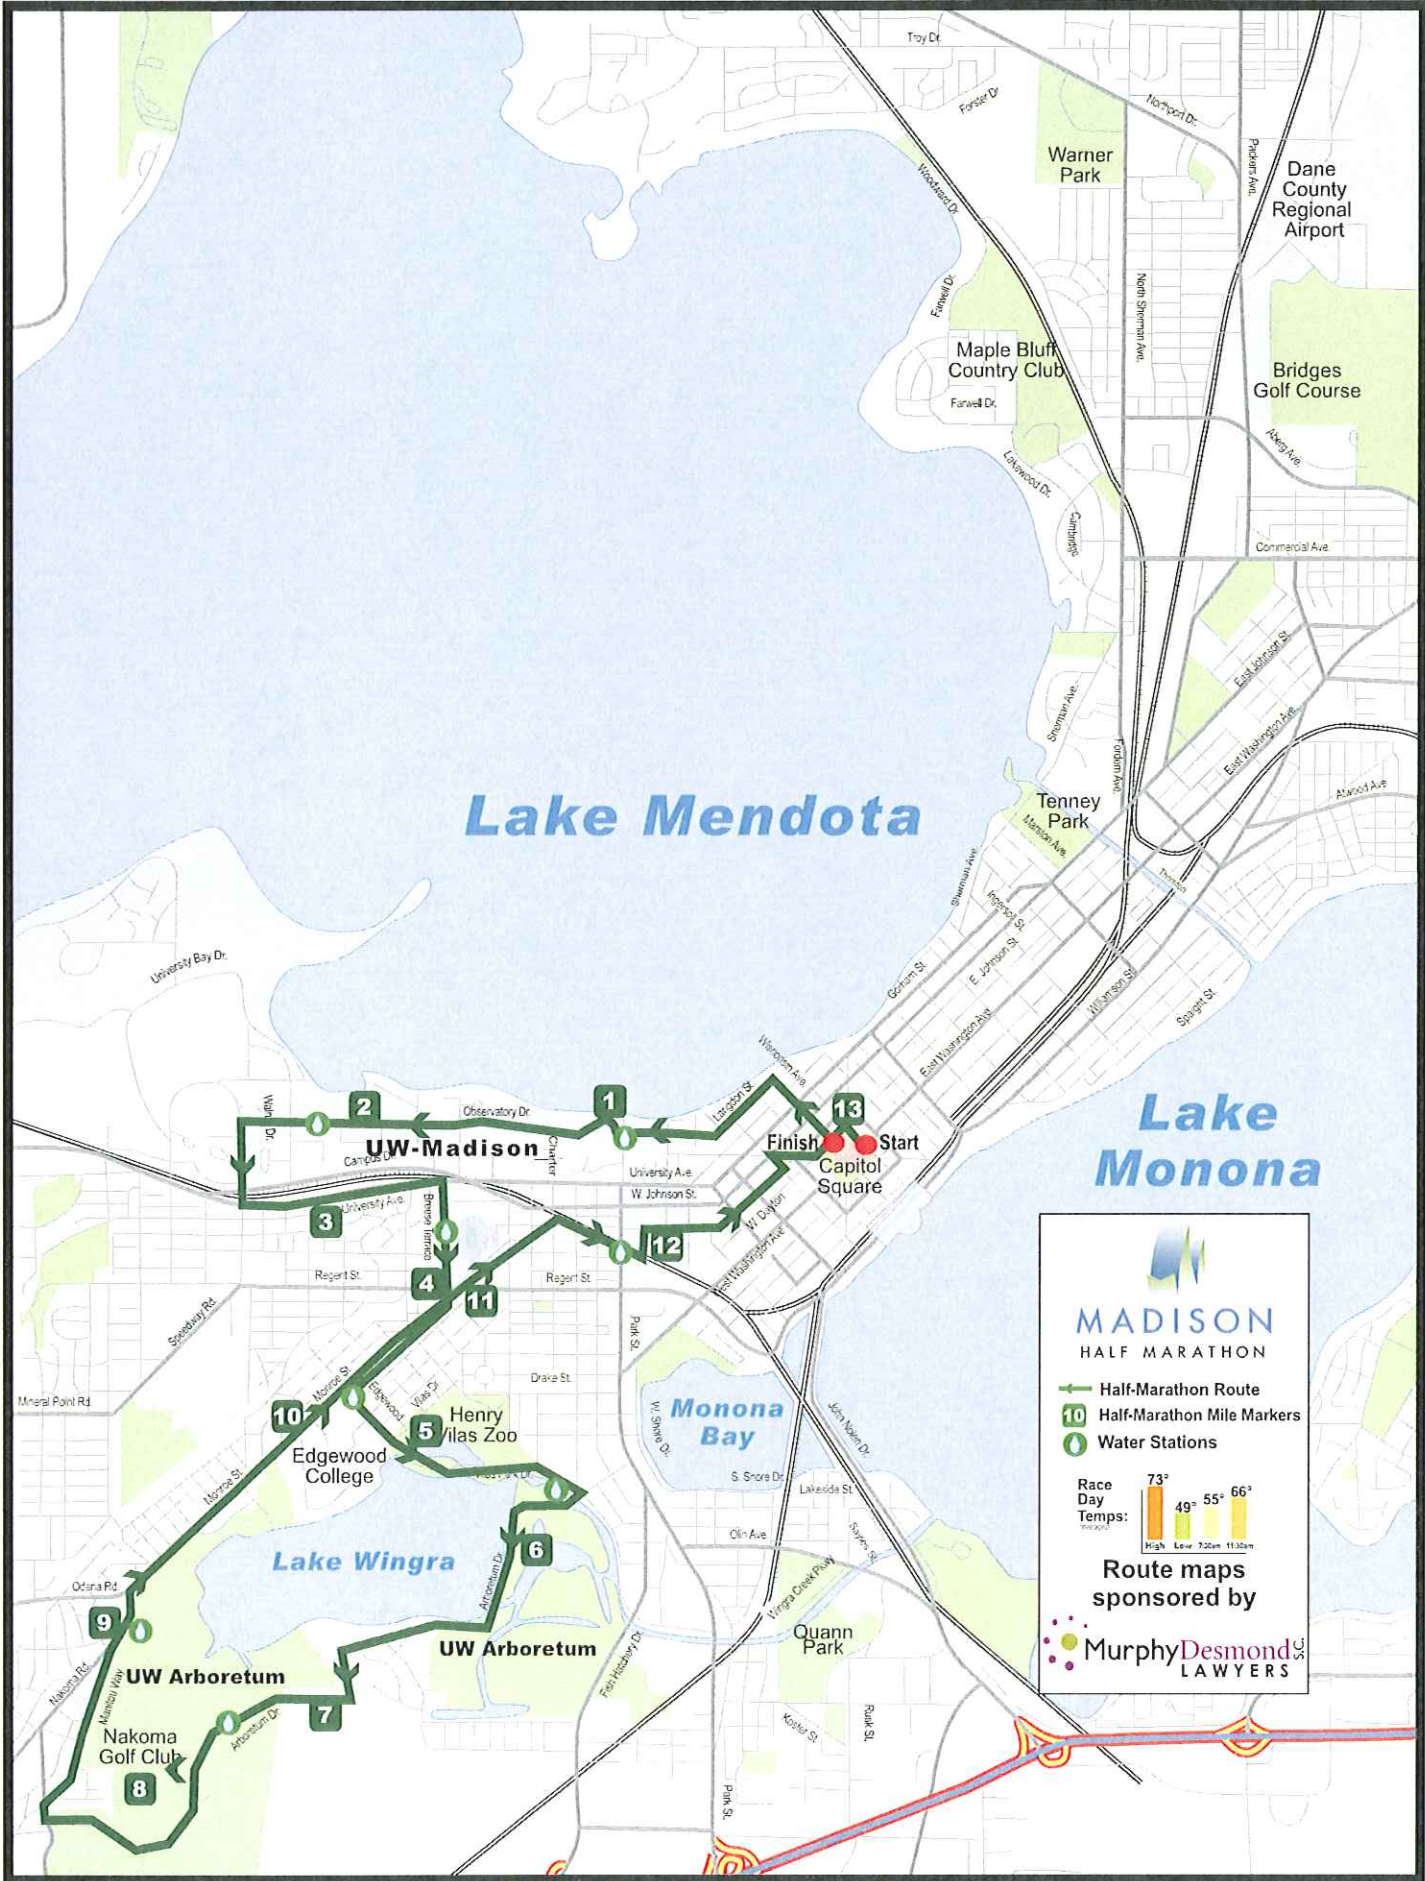 Troy Dr.
Forster Dr
Northport Dr.
Warner
Park
Packers Ave.
Dane
County
Regional
Airport
Woodward Dr.
Farwell Dr.
North Sherman Ave.
Maple Bluff
Country Club
Farwell Dr.
Bridges
Golf Course
Aberg Ave.
Lakewood Dr.
Cambridge
Commercial Ave.
East Johnson St.
Sherman Ave.
East Washington Ave.
Fordem Ave.
Atwood Ave
Tenney
Park
Marston Ave.
Lake Mendota
Thornton
Sherman Ave.
Ingersoll St.
E. Johnson St.
Gorham St.
University Bay Dr.
Williamson St.
Spaight St.
East Washington Ave.
Wisconsin Ave.
Langdon St.
Lake
Monona
Observatory Dr.
1
2
13
Finish
Start
Capitol
Square
UW-Madison
Campus Dr.
Charter
University Ave.
W. Johnson St.
W. Dayton
West Washington Ave
University Ave.
3
Breese Terrace
12
Regent St.
4
11
Regent St.
Speedway Rd.
Park St.
Mineral Point Rd.
Monroe St.
Edgewood
Vilas Dr
Drake St.
10
5
Henry
Vilas Zoo
Edgewood
College
Monona
Bay
W. Shore Dr.
John Nolen Dr.
S. Shore Dr.
Lakeside St.
Monroe St.
Olin Ave.
Sayles St.
6
Lake Wingra
Arboretum Dr.
Wingra Creek Pkwy
Odana Rd.
9
Quann
Park
UW Arboretum
UW Arboretum
Fish Hatchery Dr.
Nakoma Rd.
Manitou Way
7
Arboretum Dr.
Nakoma
Golf Club
8
Koster St.
Rusk St.
Park St.
MADISON
HALF MARATHON
Half-Marathon Route
10 Half-Marathon Mile Markers
Water Stations
Race
Day
Temps:
73° 49° 55° 66°
High Low 7:30am 11:30am
Route maps
sponsored by
MurphyDesmond S.C.
LAWYERS